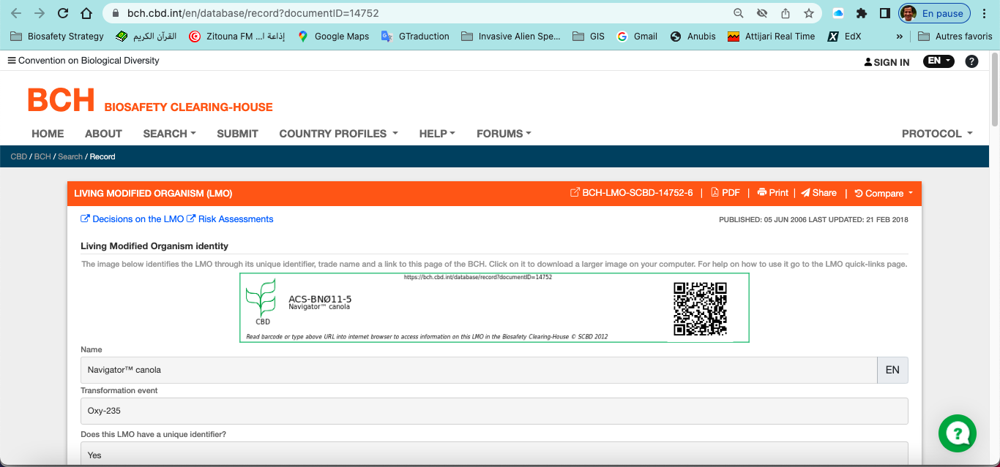 bch.cbd.int/en/database/record?documentID=14752
En pause
Biosafety Strategy القرآن الكريم Zitouna FM ... إذاعة ا Google Maps GTraduction Invasive Alien Spe... GIS Gmail Anubis Attijari Real Time EdX » Autres favoris
Convention on Biological Diversity SIGN IN EN ?
BCH BIOSAFETY CLEARING-HOUSE
HOME ABOUT SEARCH SUBMIT COUNTRY PROFILES HELP FORUMS PROTOCOL
CBD / BCH / Search / Record
LIVING MODIFIED ORGANISM (LMO) BCH-LMO-SCBD-14752-6 | PDF | Print | Share | Compare
Decisions on the LMO Risk Assessments PUBLISHED: 05 JUN 2006 LAST UPDATED: 21 FEB 2018
Living Modified Organism identity
The image below identifies the LMO through its unique identifier, trade name and a link to this page of the BCH. Click on it to download a larger image on your computer. For help on how to use it go to the LMO quick-links page.
https://bch.cbd.int/database/record?documentID=14752
ACS-BNØ11-5
Navigator™ canola
CBD
Read barcode or type above URL into internet browser to access information on this LMO in the Biosafety Clearing-House © SCBD 2012
Name
Navigator™ canola EN
Transformation event
Oxy-235
Does this LMO have a unique identifier?
Yes
?